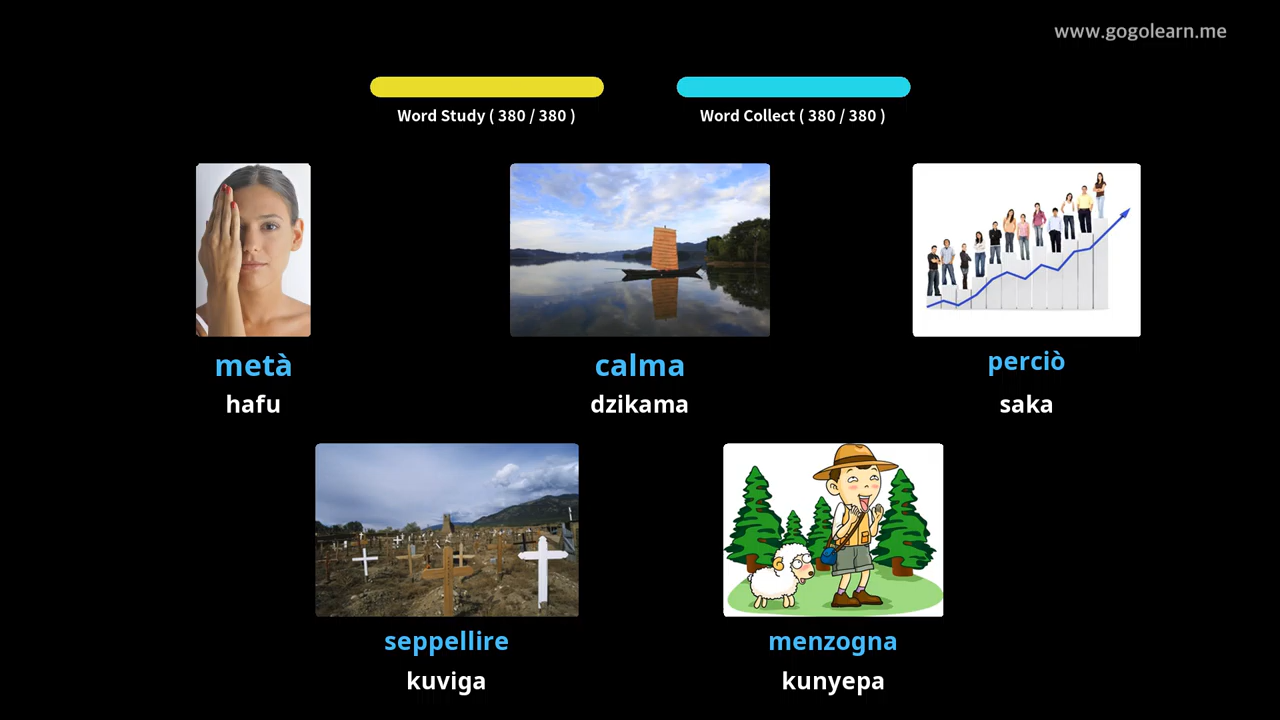 www.gogolearn.me
Word Study ( 380 / 380 )
Word Collect ( 380 / 380 )
metà
hafu
calma
dzikama
perciò
saka
seppellire
kuviga
menzogna
kunyepa